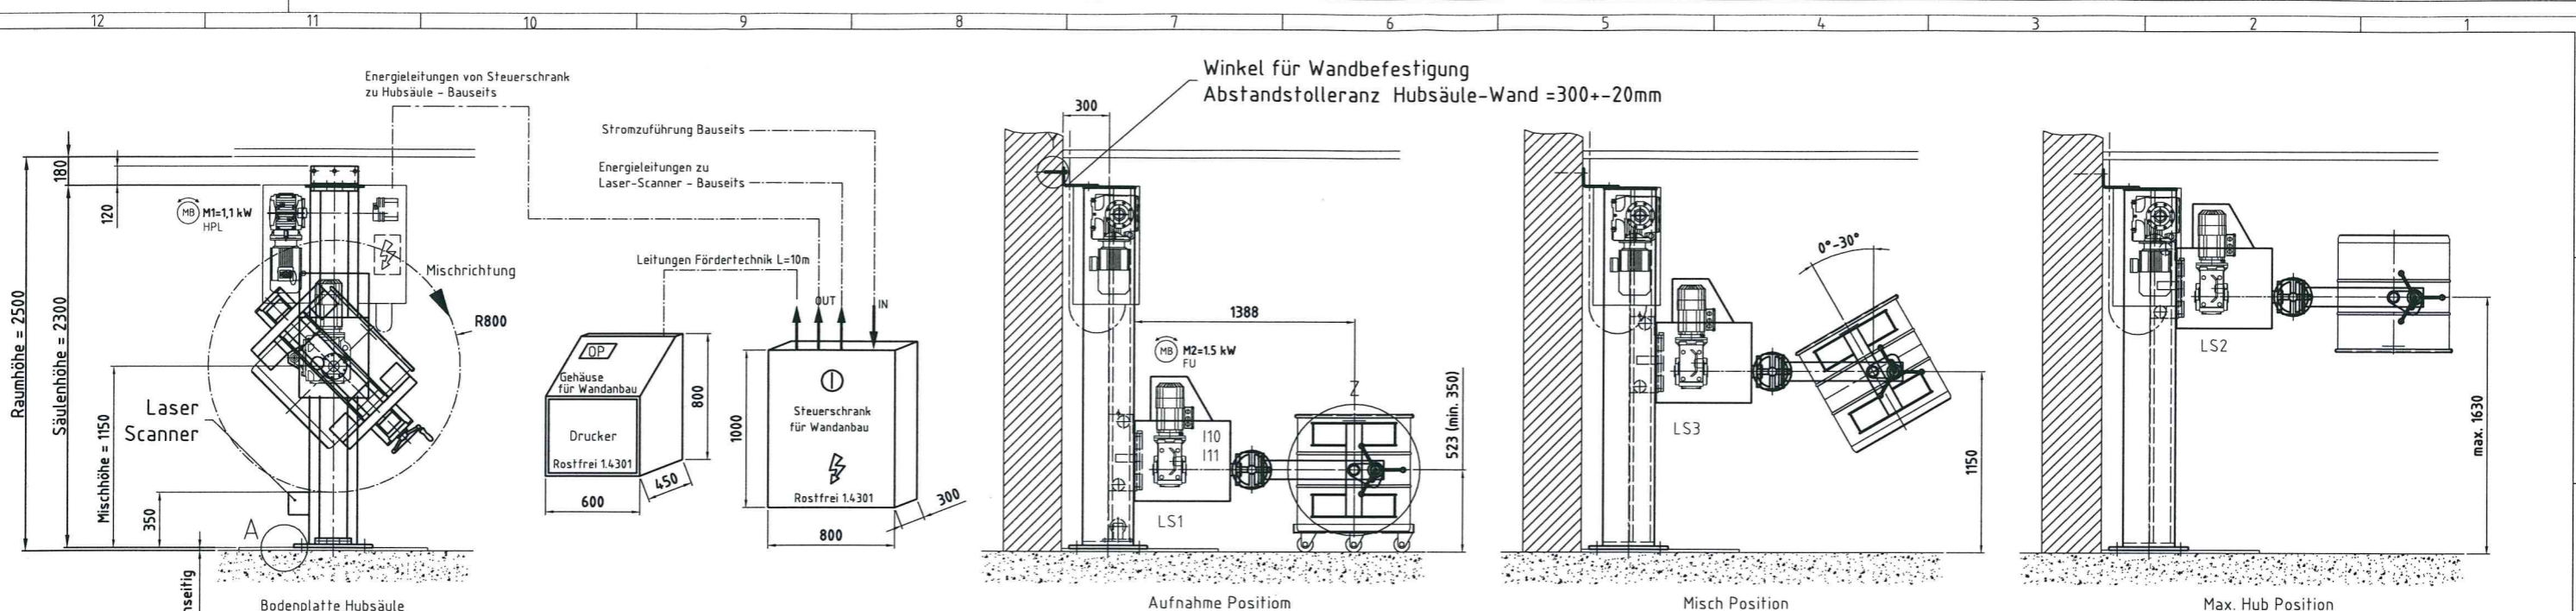 12 11 10 9 8 7 6 5 4 3 2 1
Energieleitungen von Steuerschrank
zu Hubsäule - Bauseits
Stromzuführung Bauseits
Energieleitungen zu
Laser-Scanner - Bauseits
Leitungen Fördertechnik L=10m
OUT
IN
Raumhöhe = 2500
Säulenhöhe = 2300
180
120
MB M1=1,1 kW
HPL
Mischrichtung
R800
Mischhöhe = 1150
Laser
Scanner
350
A
nseitig
Bodenplatte Hubsäule
OP
Gehäuse
für Wandanbau
Drucker
Rostfrei 1.4301
800
450
600
Steuerschrank
für Wandanbau
Rostfrei 1.4301
1000
300
800
Winkel für Wandbefestigung
Abstandstolleranz Hubsäule-Wand =300+-20mm
300
Y
1388
MB M2=1.5 kW
FU
I10
I11
LS1
Z
523 (min. 350)
Aufnahme Positiom
0°-30°
LS3
1150
Misch Position
LS2
max. 1630
Max. Hub Position